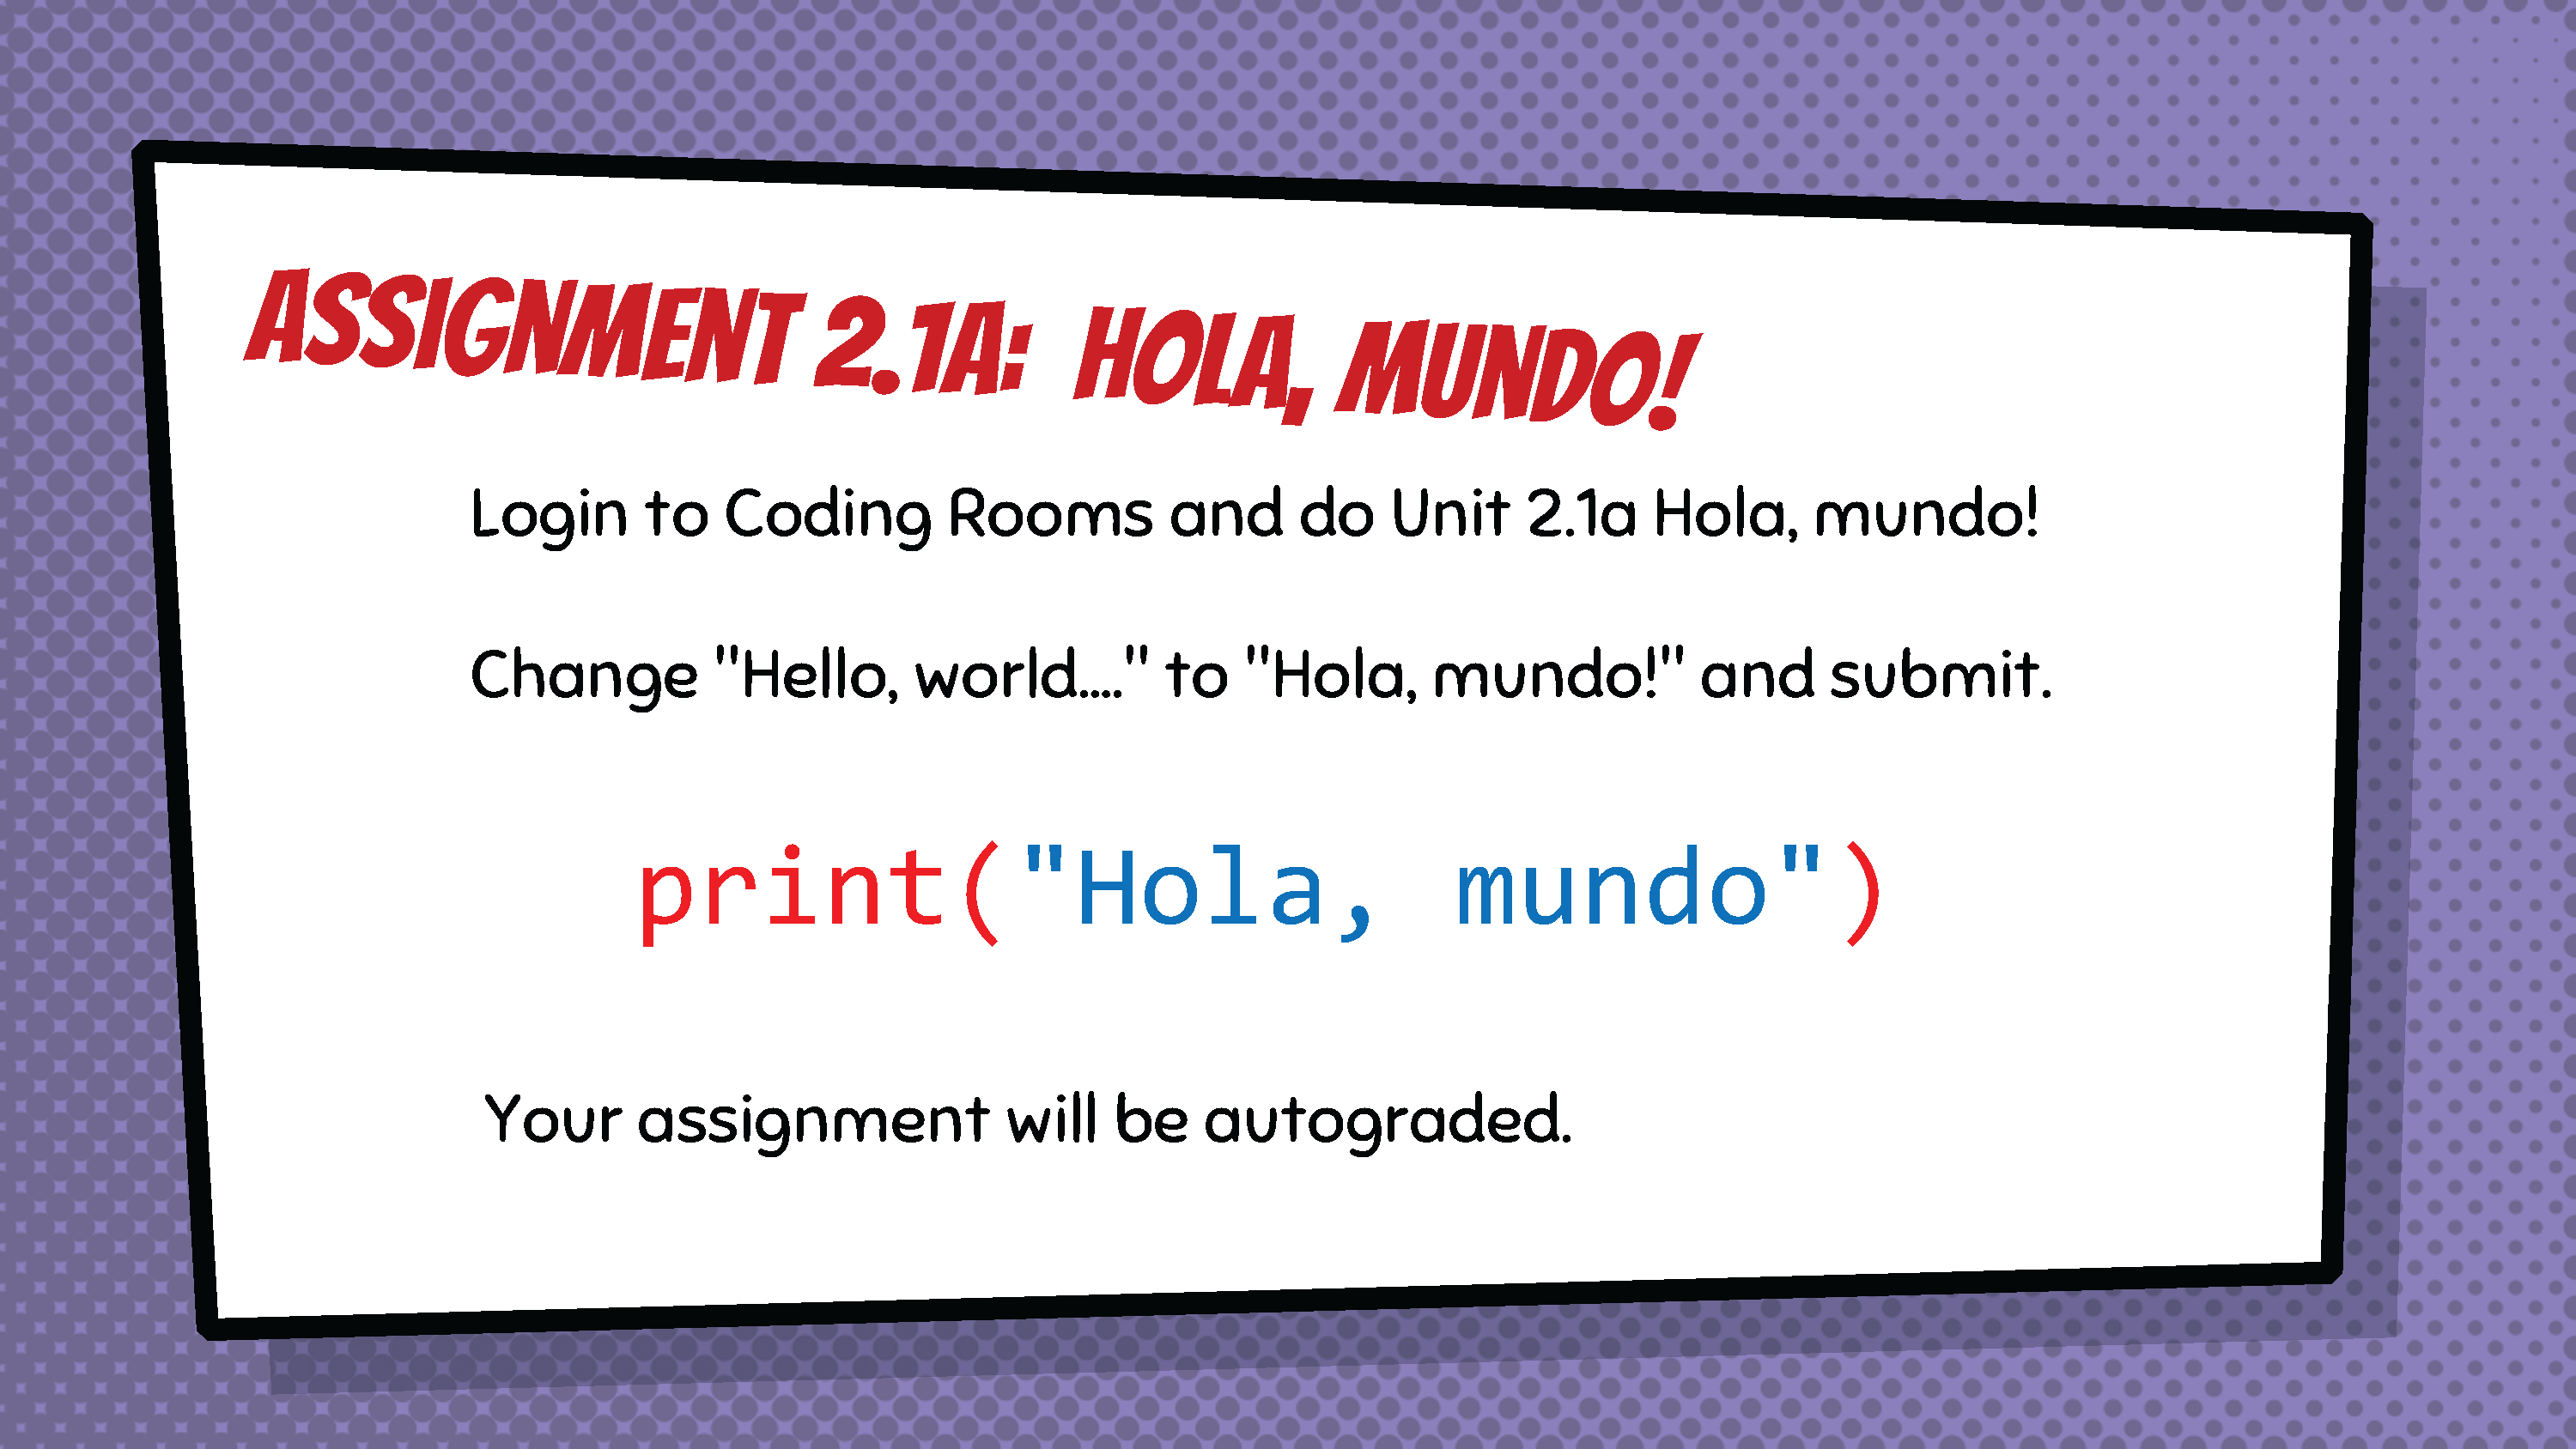 ASSIGNMENT 2.1A: HOLA, MUNDO!
Login to Coding Rooms and do Unit 2.1a Hola, mundo!
Change "Hello, world...." to "Hola, mundo!" and submit.
print("Hola, mundo")
Your assignment will be autograded.